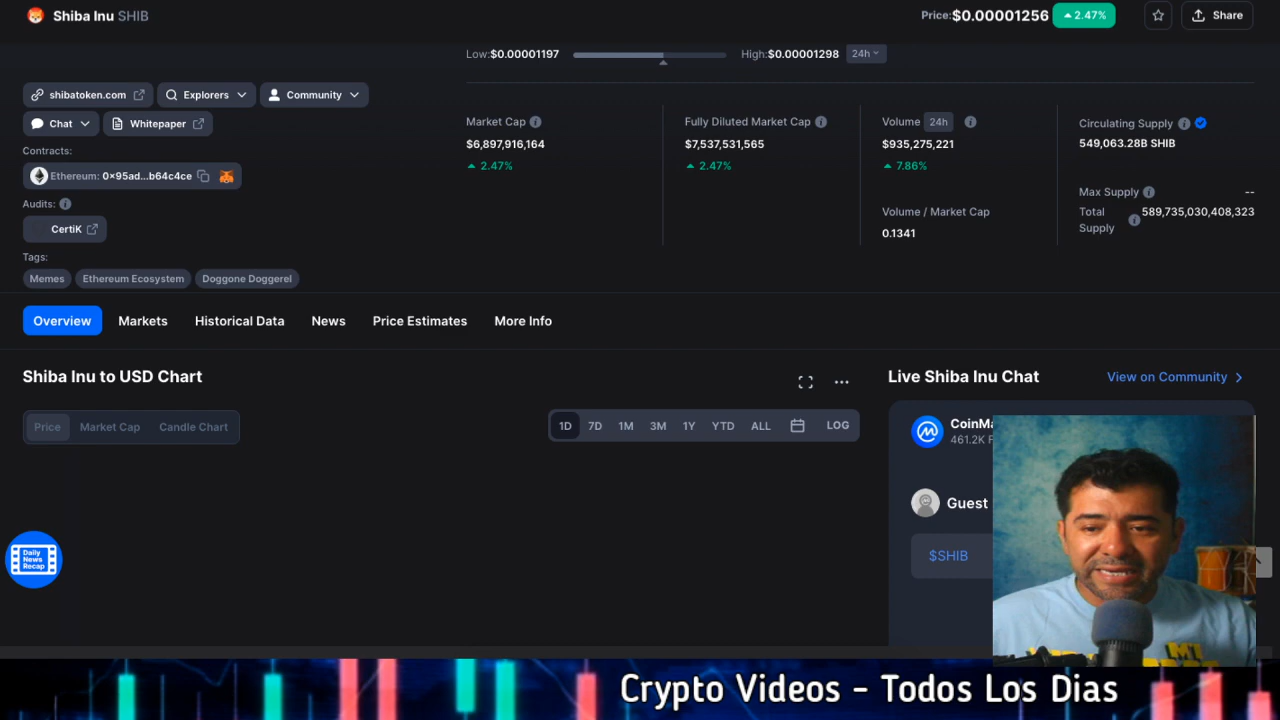 Shiba Inu SHIB
Price:$0.00001256 2.47%
Share
Low:$0.00001197
High:$0.00001298
24h
shibatoken.com
Explorers
Community
Chat
Whitepaper
Contracts:
Ethereum: 0x95ad...b64c4ce
Audits:
CertiK
Tags:
Memes
Ethereum Ecosystem
Doggone Doggerel
Market Cap
$6,897,916,164
2.47%
Fully Diluted Market Cap
$7,537,531,565
2.47%
Volume 24h
$935,275,221
7.86%
Volume / Market Cap
0.1341
Circulating Supply
549,063.28B SHIB
Max Supply --
Total Supply
589,735,030,408,323
Overview
Markets
Historical Data
News
Price Estimates
More Info
Shiba Inu to USD Chart
Price
Market Cap
Candle Chart
1D
7D
1M
3M
1Y
YTD
ALL
LOG
Live Shiba Inu Chat
View on Community
CoinMa
461.2K F
Guest
$SHIB
Daily
News
Recap
MI
Crypto Videos - Todos Los Dias